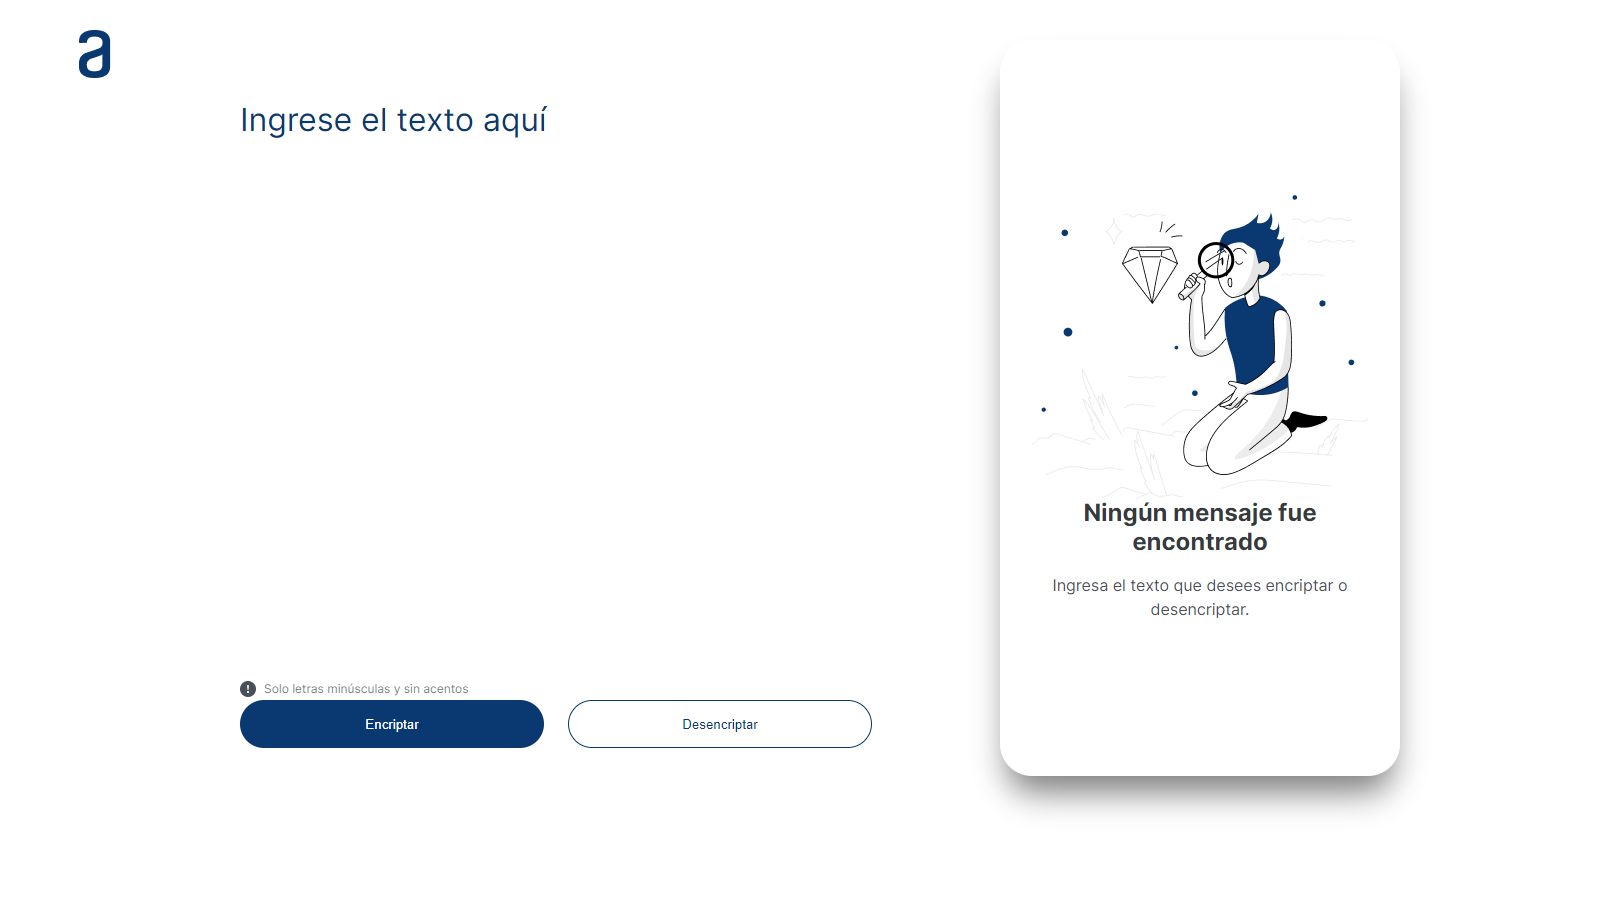 a
Ingrese el texto aquí
Ningún mensaje fue
encontrado
Ingresa el texto que desees encriptar o
desencriptar.
! Solo letras minúsculas y sin acentos
Encriptar
Desencriptar